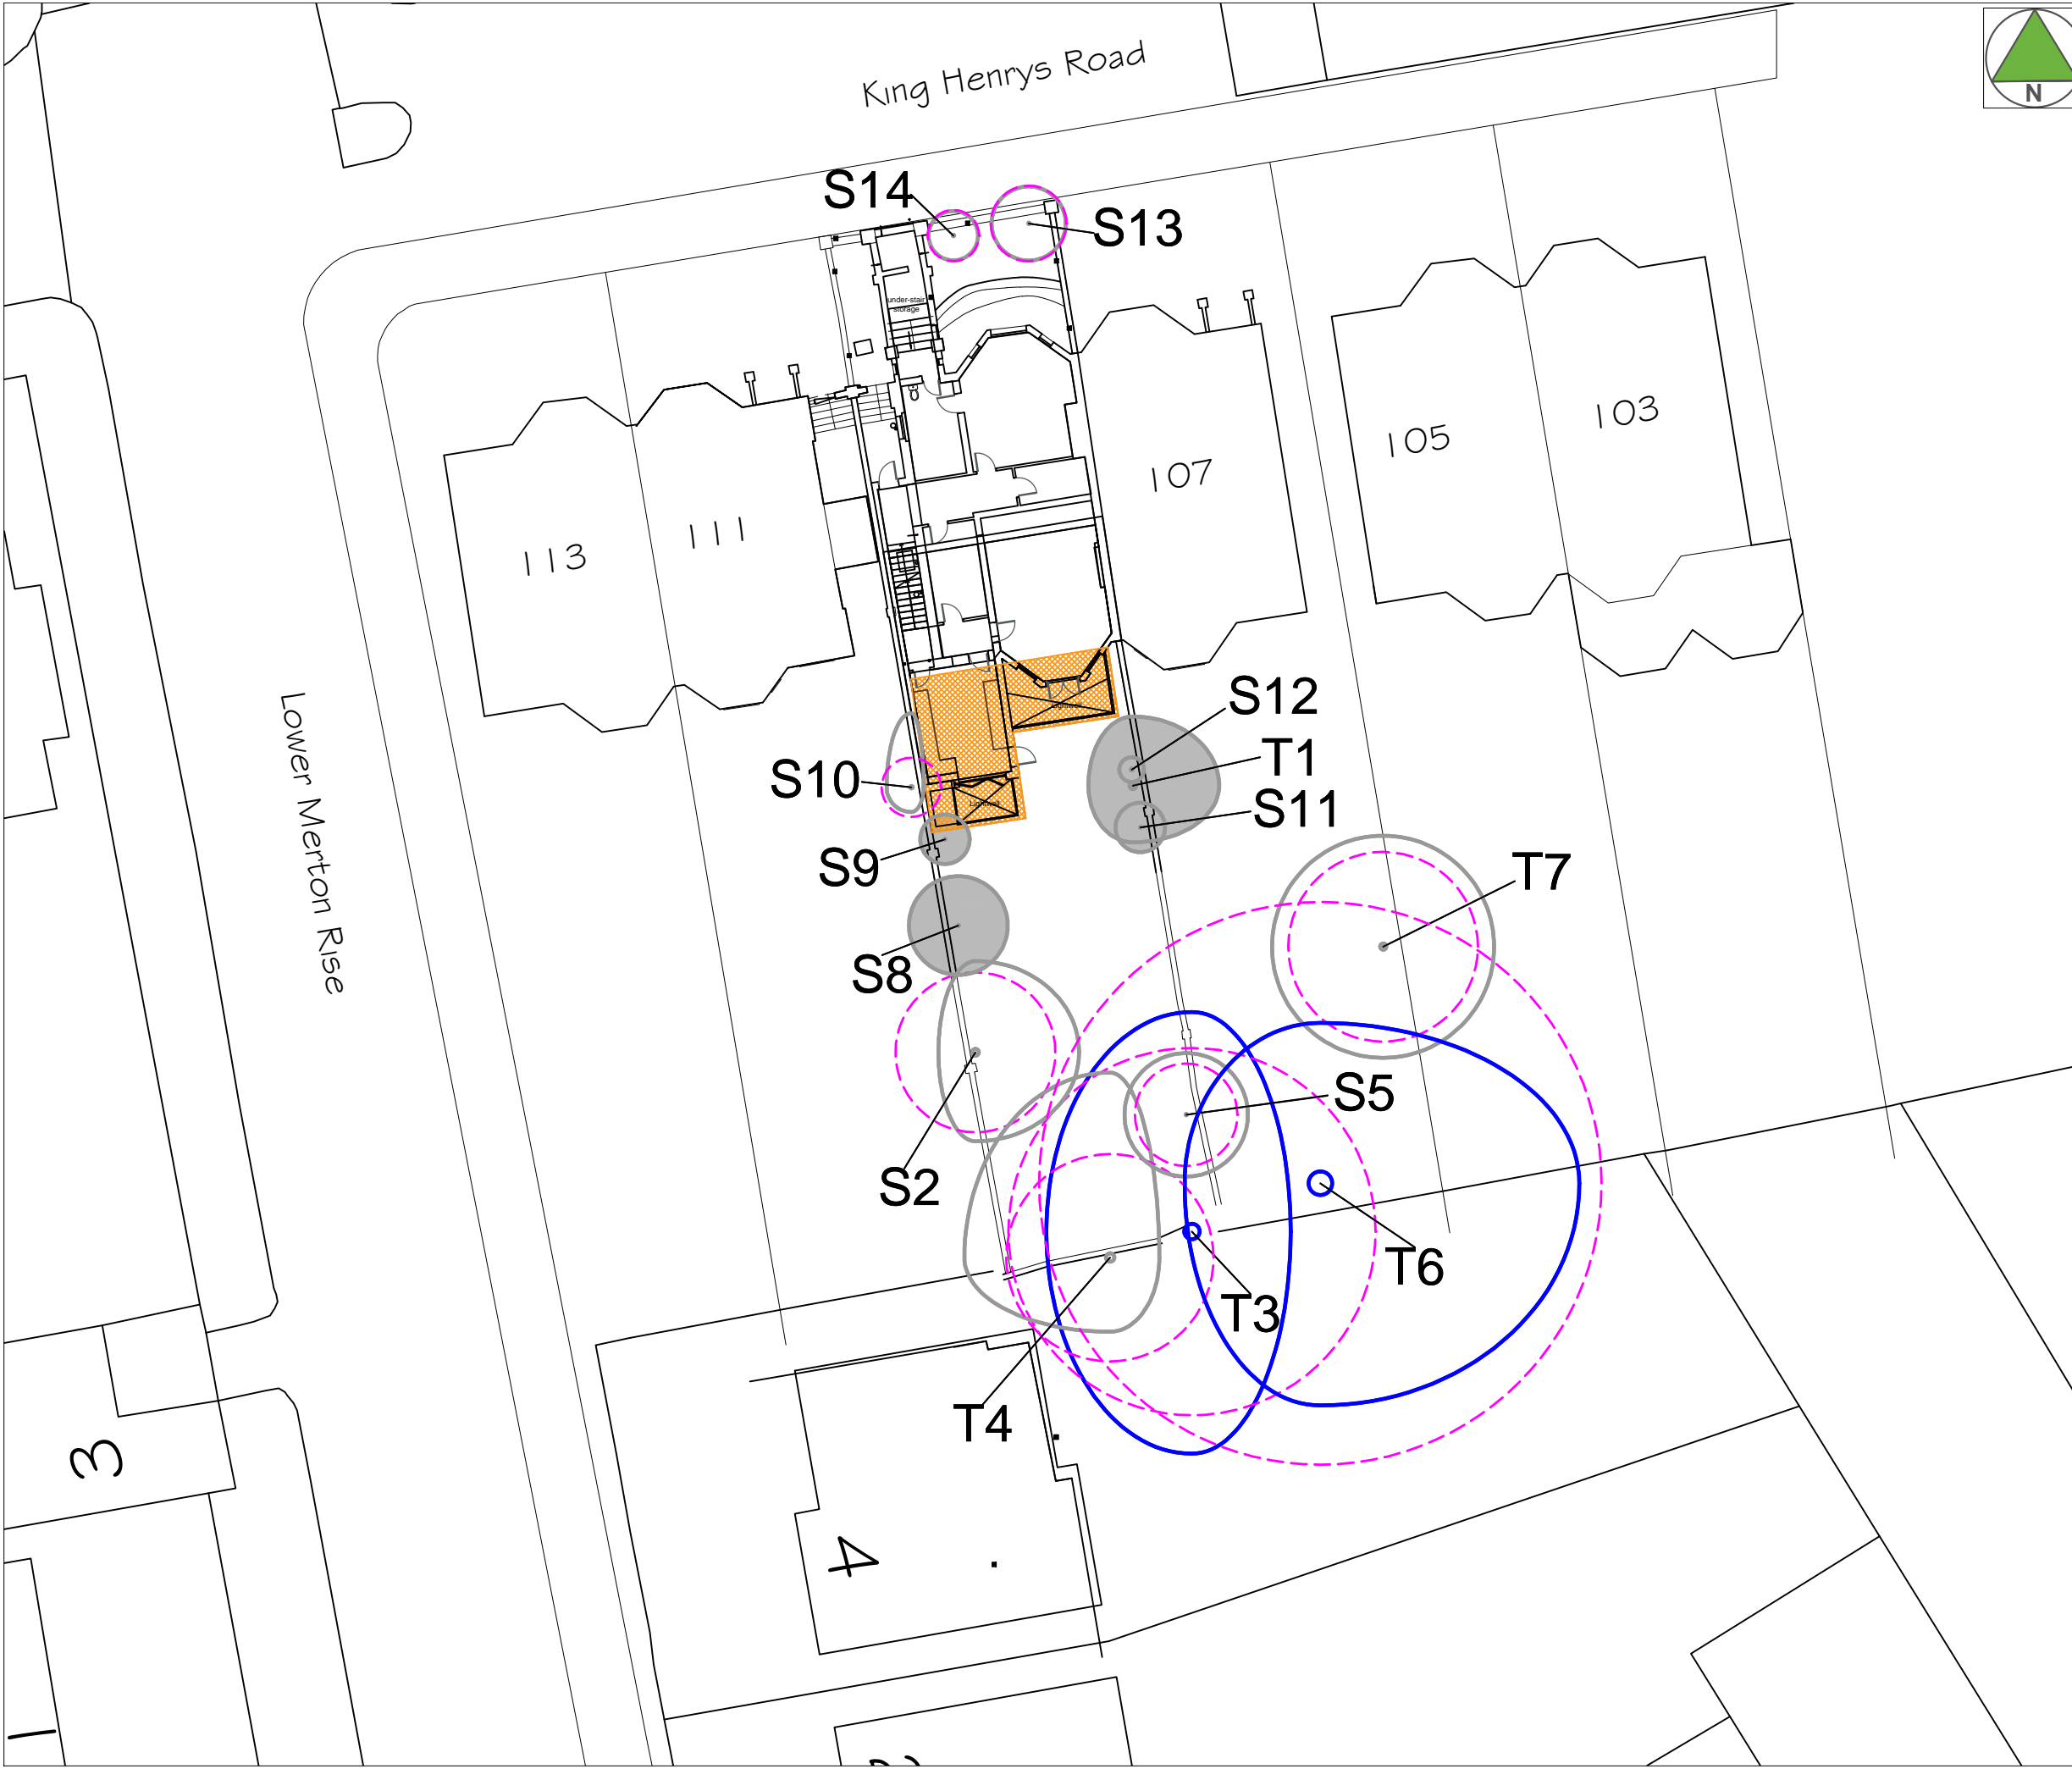 King Henrys Road
N
S14
S13
under-stair
storage
103
105
107
111
113
Lower Merton Rise
S12
T1
S10
S11
Lightwell
S9
T7
S8
S5
S2
T6
T3
T4
3
4